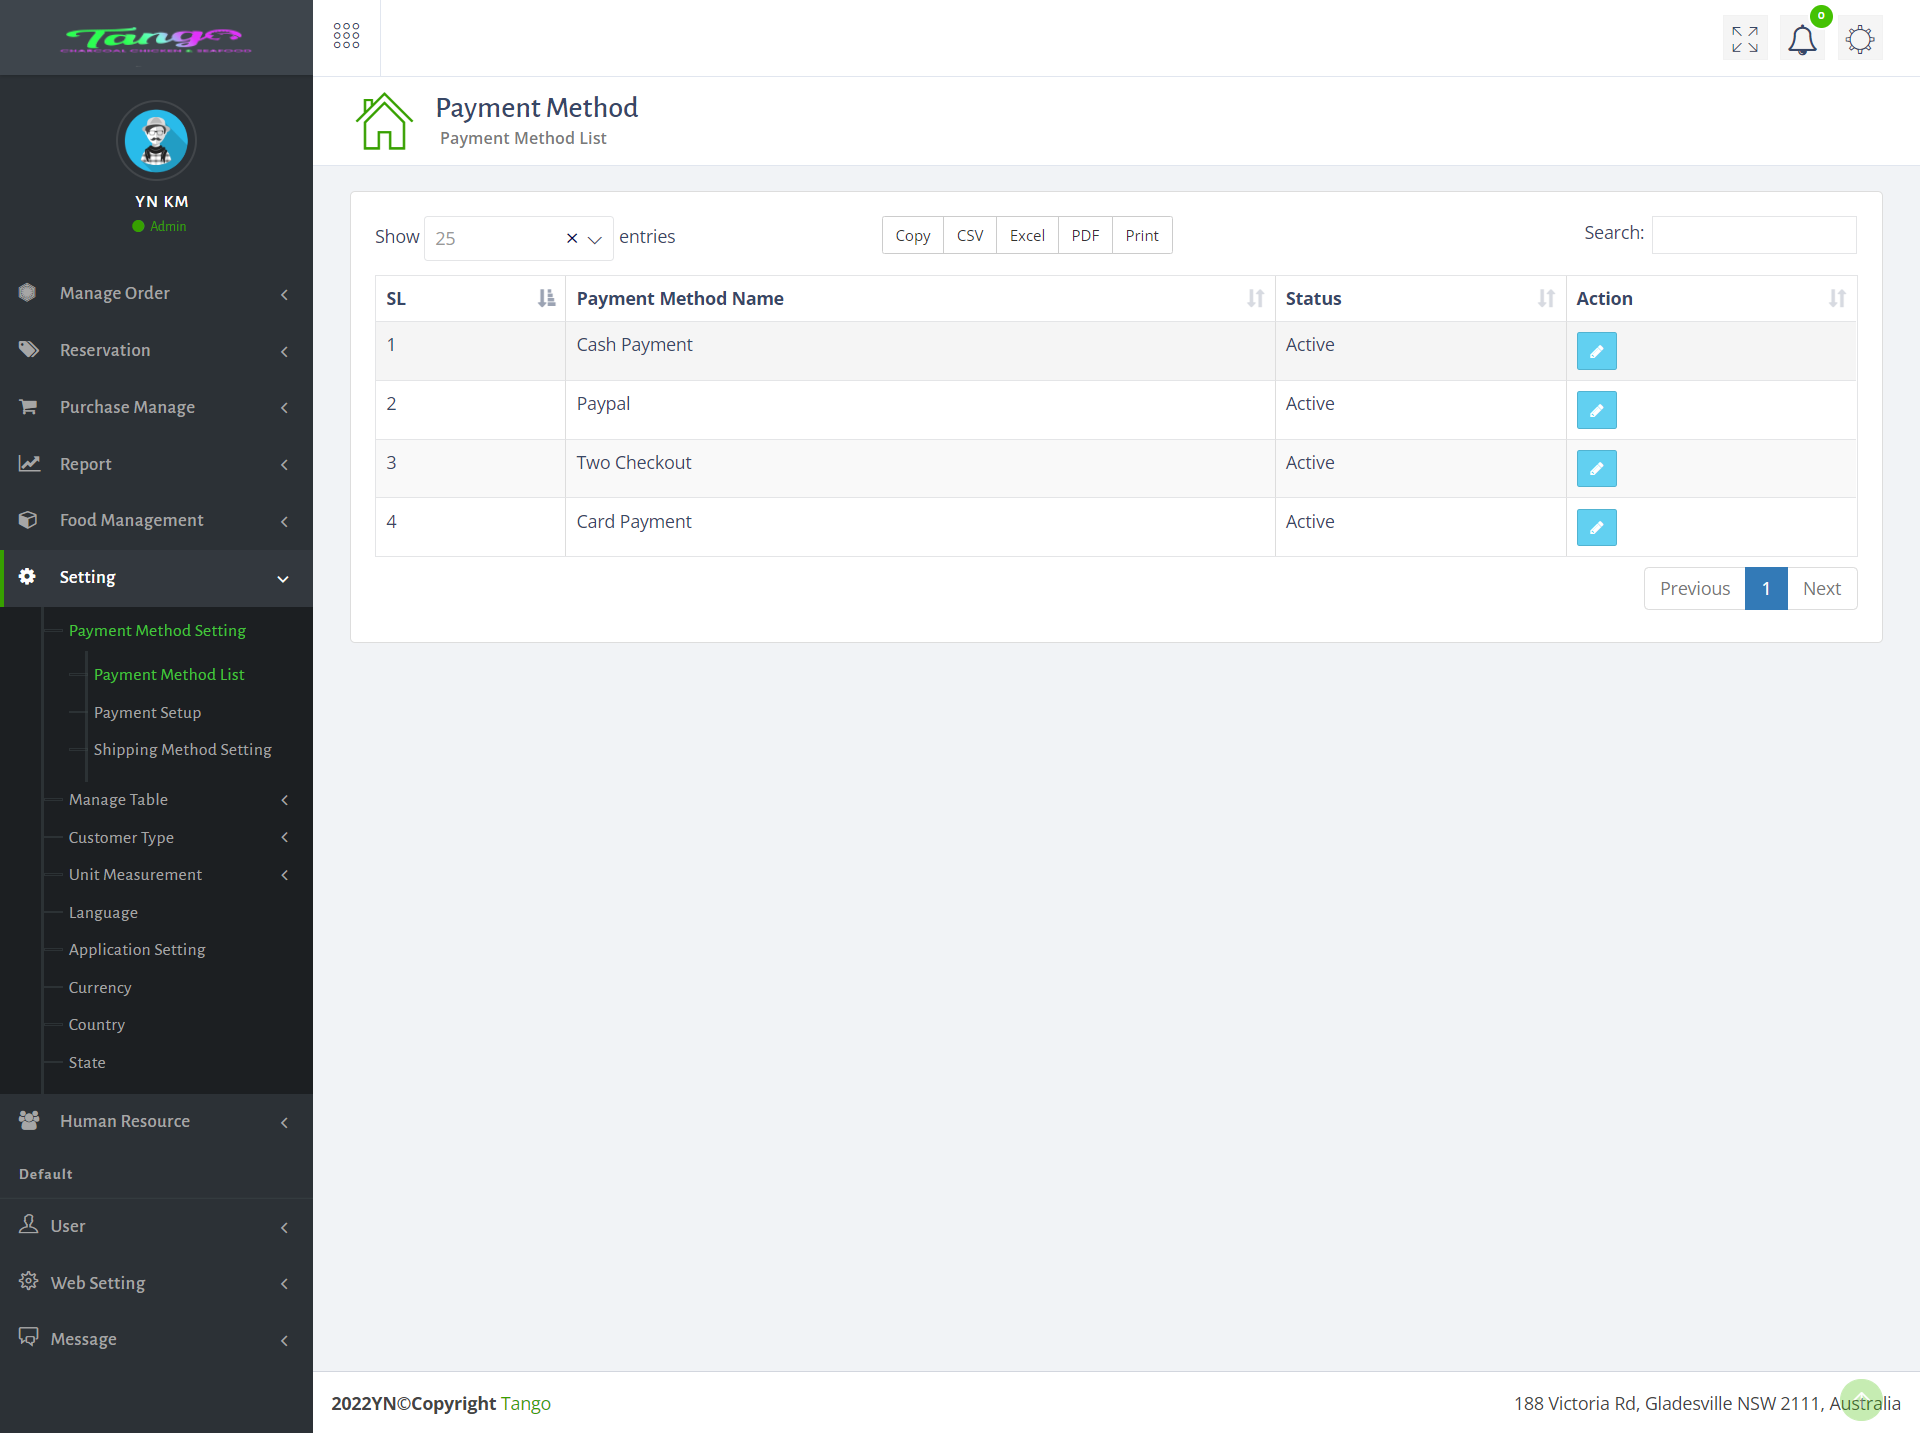 Tango
CHARCOAL CHICKEN & SEAFOOD
0
YN KM
Admin
Manage Order
Reservation
Purchase Manage
Report
Food Management
Setting
Payment Method Setting
Payment Method List
Payment Setup
Shipping Method Setting
Manage Table
Customer Type
Unit Measurement
Language
Application Setting
Currency
Country
State
Human Resource
Default
User
Web Setting
Message
Payment Method
Payment Method List
Show 25 × entries
Copy CSV Excel PDF Print
Search:
SL Payment Method Name Status Action
1 Cash Payment Active
2 Paypal Active
3 Two Checkout Active
4 Card Payment Active
Previous 1 Next
2022YN©Copyright Tango
188 Victoria Rd, Gladesville NSW 2111, Australia